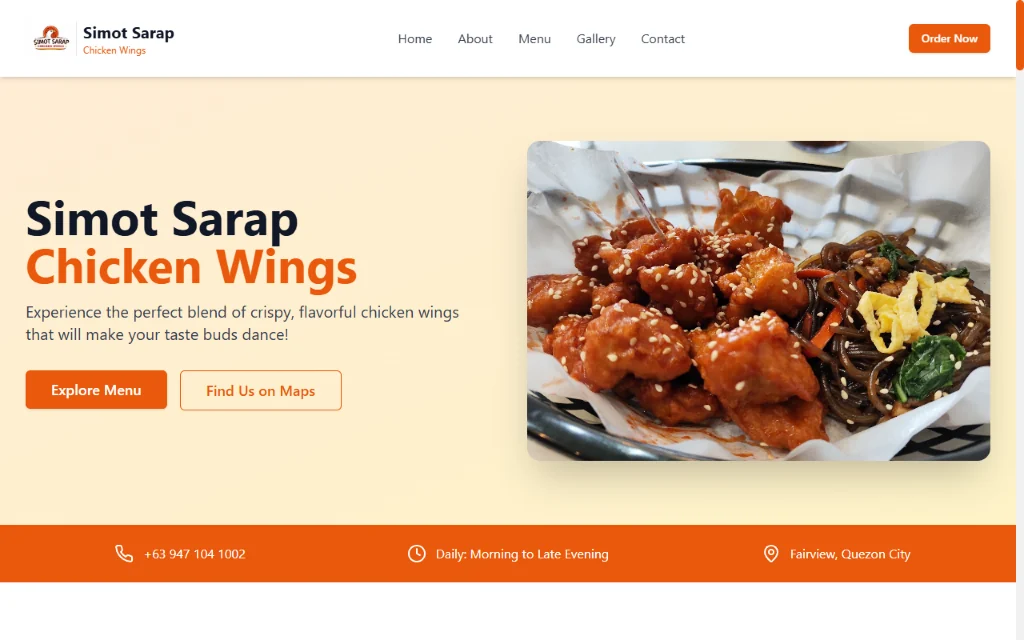 SIMOT SARAP
Simot Sarap
Chicken Wings
Home
About
Menu
Gallery
Contact
Order Now
Simot Sarap
Chicken Wings
Experience the perfect blend of crispy, flavorful chicken wings
that will make your taste buds dance!
Explore Menu
Find Us on Maps
+63 947 104 1002
Daily: Morning to Late Evening
Fairview, Quezon City